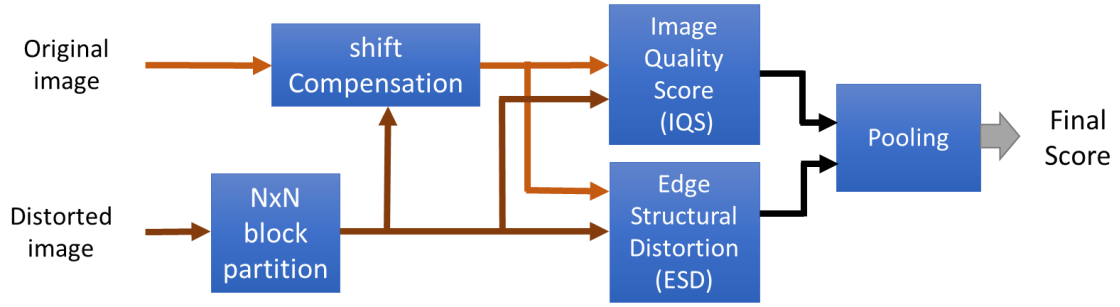 Original
image
shift
Compensation
Image
Quality
Score
(IQS)
Pooling
Final
Score
Distorted
image
NxN
block
partition
Edge
Structural
Distortion
(ESD)